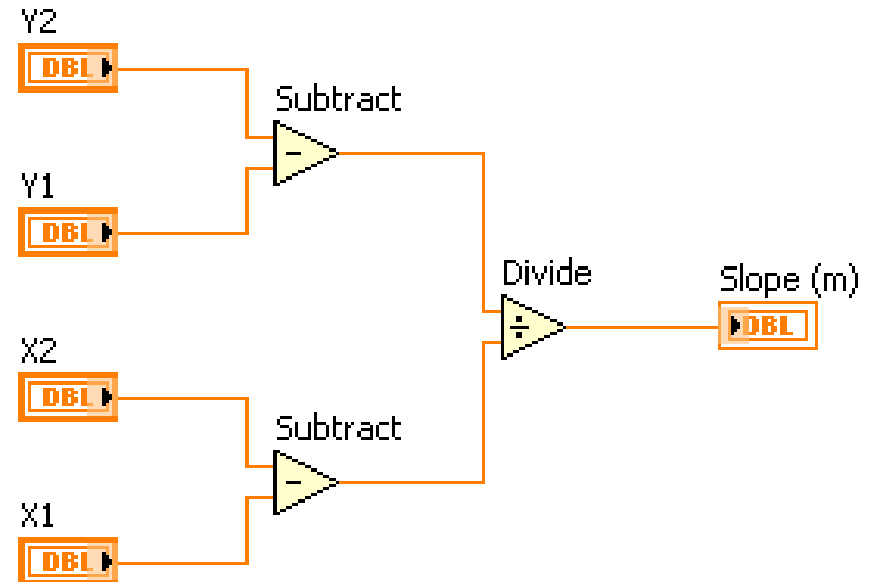 Y2
DBL
Subtract
−
Y1
DBL
Divide
÷
Slope (m)
DBL
X2
DBL
Subtract
−
X1
DBL